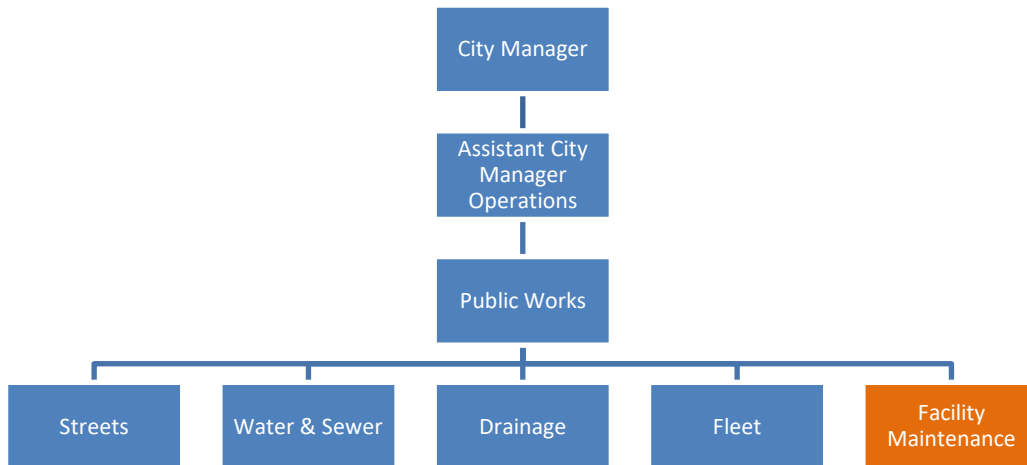 City Manager
Assistant City
Manager
Operations
Public Works
Streets
Water & Sewer
Drainage
Fleet
Facility
Maintenance